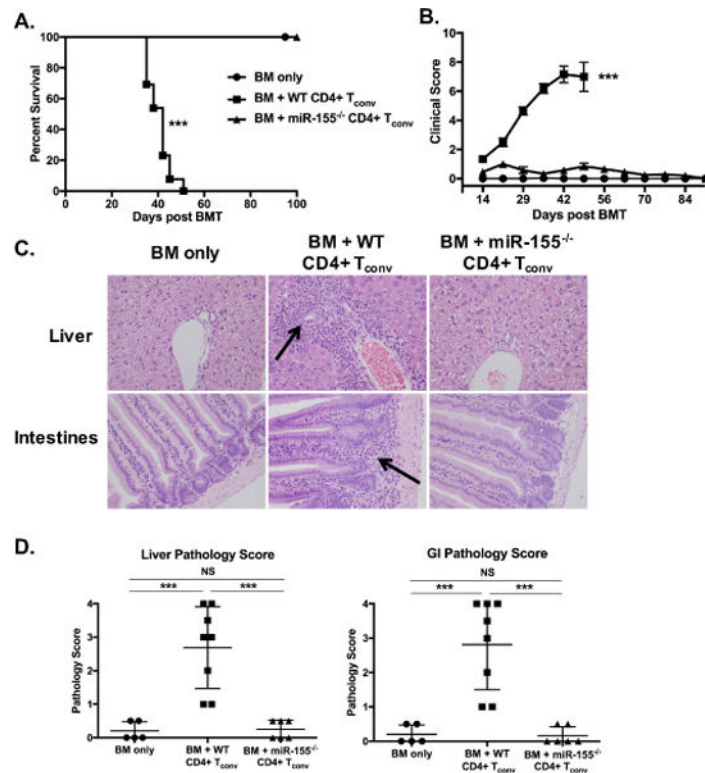 A.
100
80
60
40
20
0
Percent Survival
0 20 40 60 80 100
Days post BMT
***
BM only
BM + WT CD4+ Tconv
BM + miR-155-/- CD4+ Tconv
B.
10
8
6
4
2
0
Clinical Score
14 29 42 56 70 84
Days post BMT
***
C.
BM only
BM + WT
CD4+ Tconv
BM + miR-155-/-
CD4+ Tconv
Liver
Intestines
D.
Liver Pathology Score
NS
*** ***
4
3
2
1
0
Pathology Score
BM only
BM + WT
CD4+ Tconv
BM + miR-155-/-
CD4+ Tconv
GI Pathology Score
NS
*** ***
4
3
2
1
0
Pathology Score
BM only
BM + WT
CD4+ Tconv
BM + miR-155-/-
CD4+ Tconv